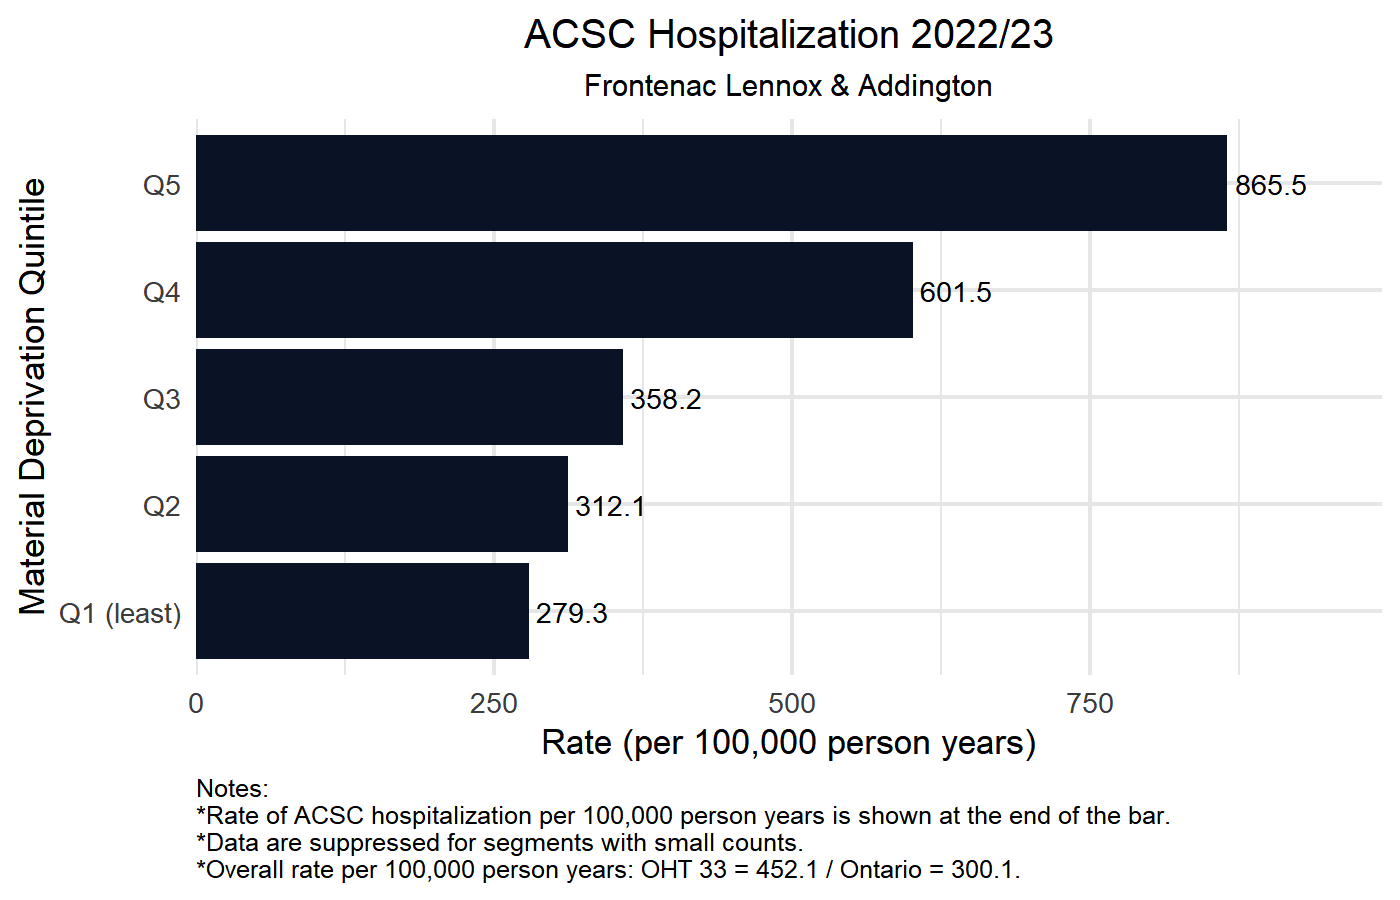 ACSC Hospitalization 2022/23
Frontenac Lennox & Addington
Material Deprivation Quintile
Q5
865.5
Q4
601.5
Q3
358.2
Q2
312.1
Q1 (least)
279.3
0
250
500
750
Rate (per 100,000 person years)
Notes:
*Rate of ACSC hospitalization per 100,000 person years is shown at the end of the bar.
*Data are suppressed for segments with small counts.
*Overall rate per 100,000 person years: OHT 33 = 452.1 / Ontario = 300.1.